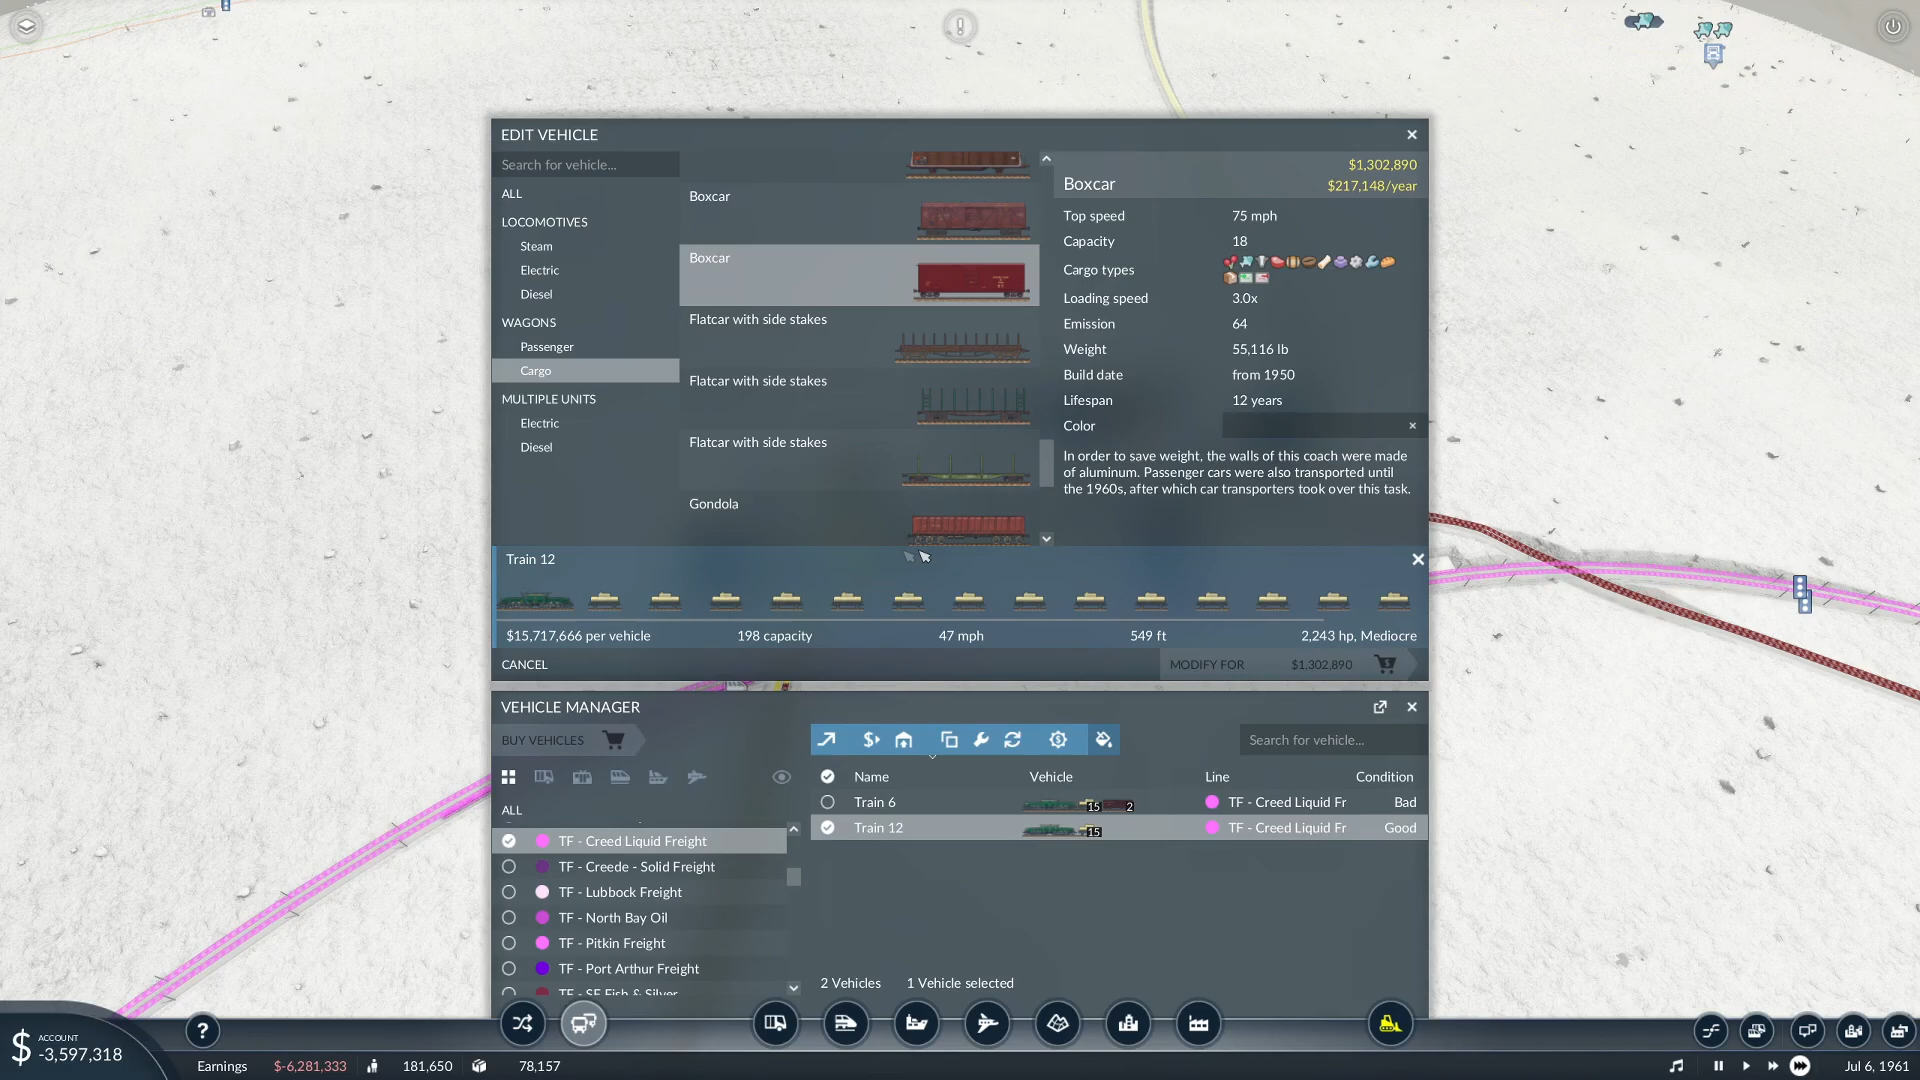 EDIT VEHICLE
Search for vehicle...
ALL
LOCOMOTIVES
Steam
Electric
Diesel
WAGONS
Passenger
Cargo
MULTIPLE UNITS
Electric
Diesel
Boxcar
Boxcar
Flatcar with side stakes
Flatcar with side stakes
Flatcar with side stakes
Gondola
$1,302,890
Boxcar
$217,148/year
Top speed 75 mph
Capacity 18
Cargo types
Loading speed 3.0x
Emission 64
Weight 55,116 lb
Build date from 1950
Lifespan 12 years
Color
In order to save weight, the walls of this coach were made
of aluminum. Passenger cars were also transported until
the 1960s, after which car transporters took over this task.
Train 12
$15,717,666 per vehicle 198 capacity 47 mph 549 ft 2,243 hp, Mediocre
CANCEL
MODIFY FOR $1,302,890
VEHICLE MANAGER
BUY VEHICLES
Search for vehicle...
ALL
TF - Creed Liquid Freight
TF - Creede - Solid Freight
TF - Lubbock Freight
TF - North Bay Oil
TF - Pitkin Freight
TF - Port Arthur Freight
TF - SF Fish & Silver
Name Vehicle Line Condition
Train 6 15 2 TF - Creed Liquid Fr Bad
Train 12 15 TF - Creed Liquid Fr Good
2 Vehicles 1 Vehicle selected
$ ACCOUNT
-3,597,318
?
Earnings $-6,281,333 181,650 78,157
Jul 6, 1961